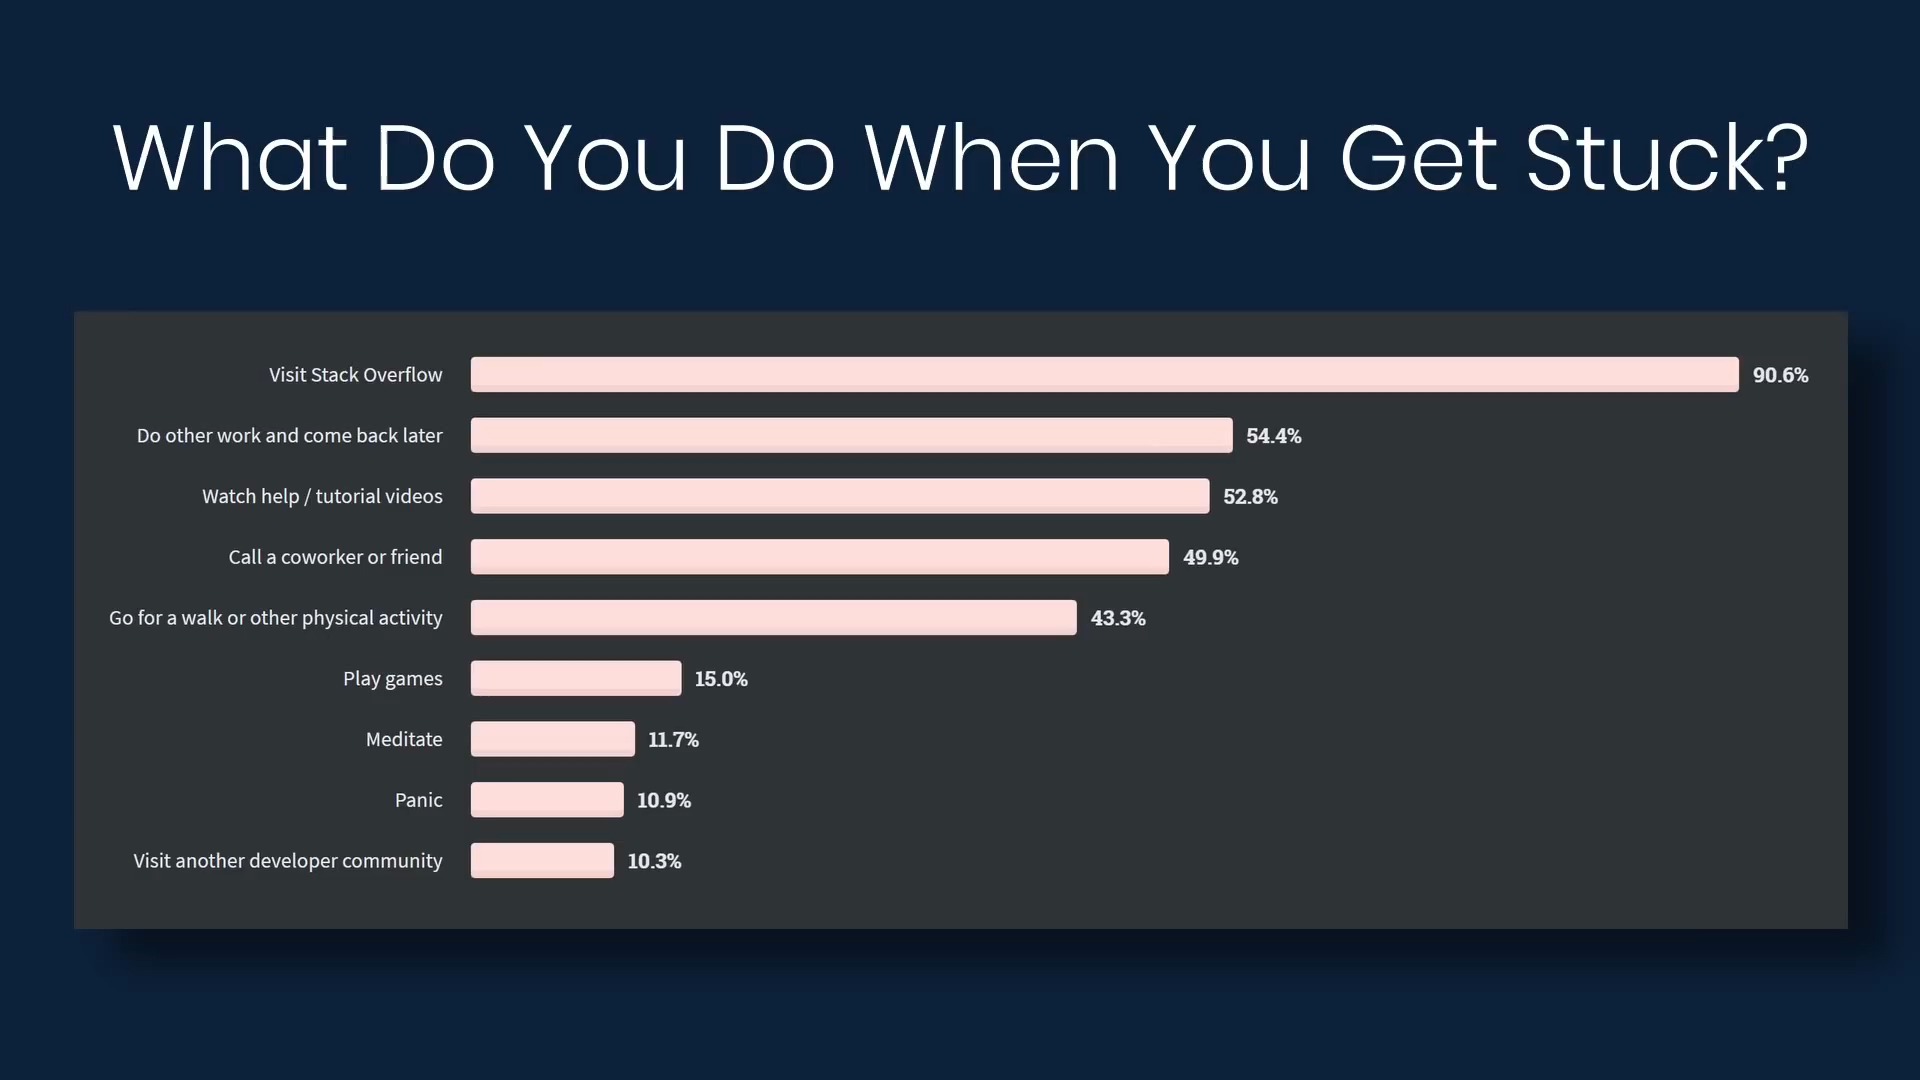 What Do You Do When You Get Stuck?
Visit Stack Overflow 90.6%
Do other work and come back later 54.4%
Watch help / tutorial videos 52.8%
Call a coworker or friend 49.9%
Go for a walk or other physical activity 43.3%
Play games 15.0%
Meditate 11.7%
Panic 10.9%
Visit another developer community 10.3%